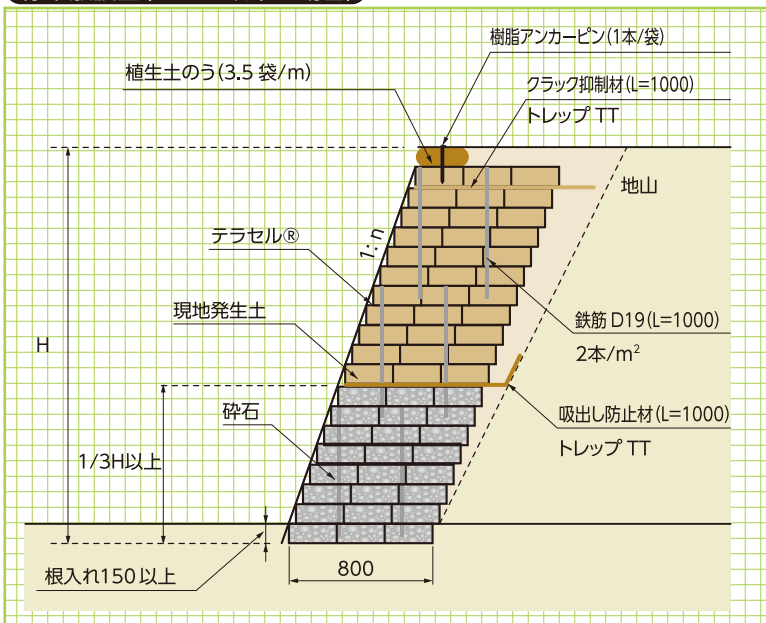 樹脂アンカーピン(1本/袋)
植生土のう(3.5 袋/m)
クラック抑制材(L=1000)
トレップ TT
地山
1:n
テラセル®
現地発生土
鉄筋 D19(L=1000)
2本/m²
H
砕石
吸出し防止材(L=1000)
トレップ TT
1/3H以上
根入れ150以上
800